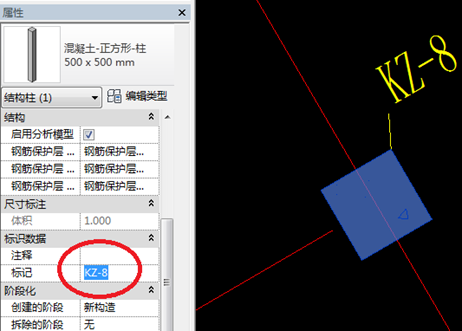 属性
混凝土-正方形-柱
500 x 500 mm
结构柱 (1)
编辑类型
结构
启用分析模型
钢筋保护层 ... 钢筋保护层...
钢筋保护层 ... 钢筋保护层...
钢筋保护层 ... 钢筋保护层...
尺寸标注
体积 1.000
标识数据
注释
标记 KZ-8
阶段化
创建的阶段 新构造
拆除的阶段 无
KZ-8